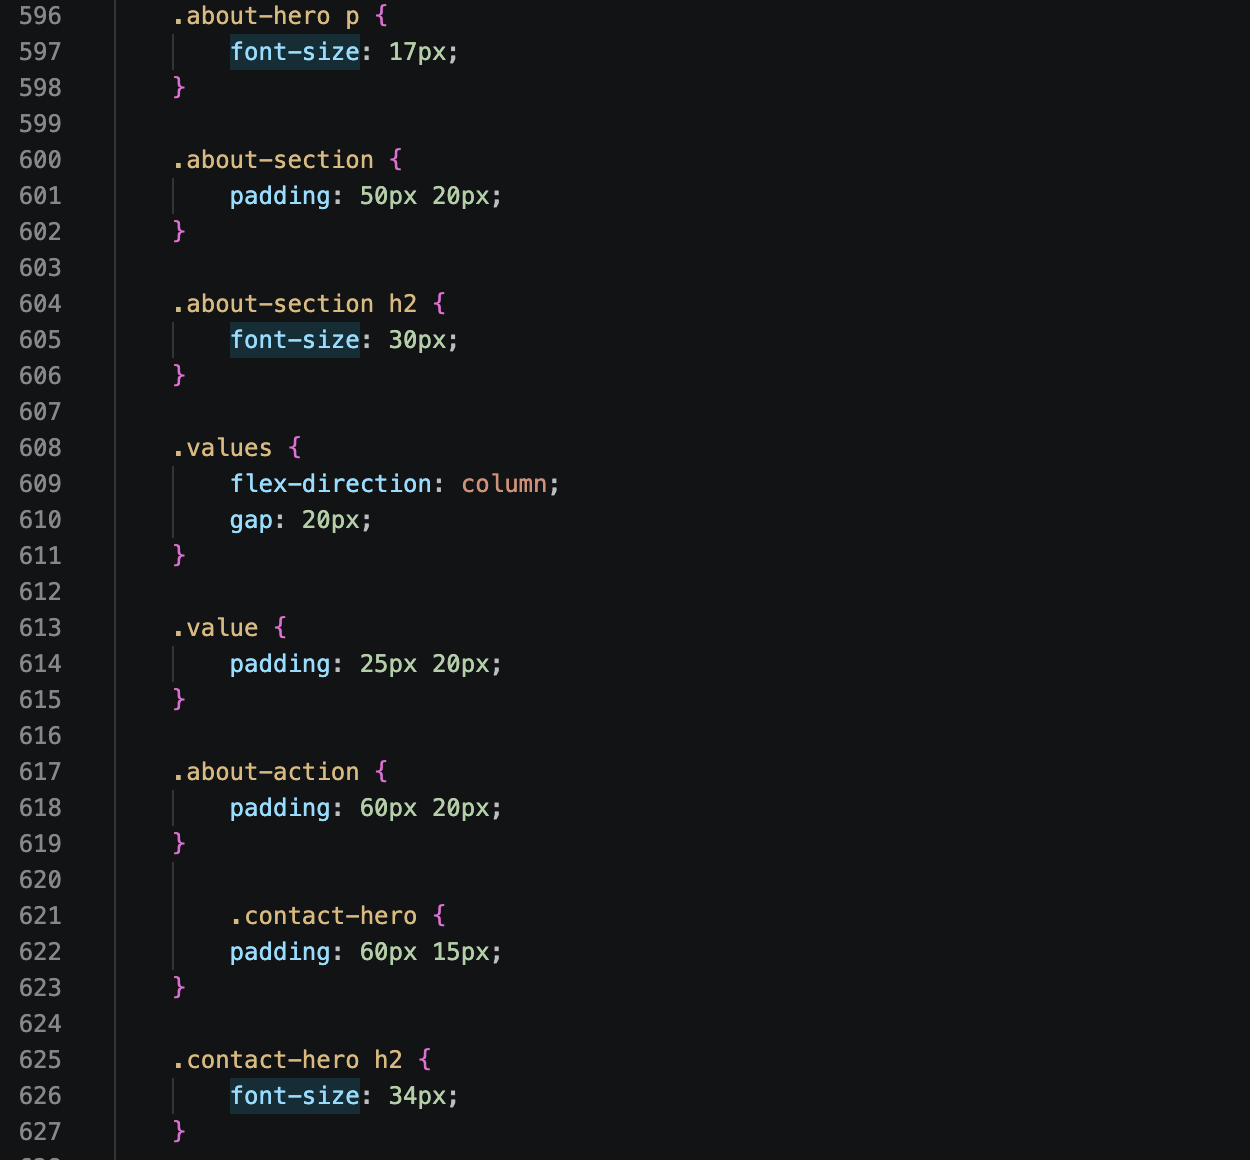 596 .about-hero p {
597 font-size: 17px;
598 }
599
600 .about-section {
601 padding: 50px 20px;
602 }
603
604 .about-section h2 {
605 font-size: 30px;
606 }
607
608 .values {
609 flex-direction: column;
610 gap: 20px;
611 }
612
613 .value {
614 padding: 25px 20px;
615 }
616
617 .about-action {
618 padding: 60px 20px;
619 }
620
621 .contact-hero {
622 padding: 60px 15px;
623 }
624
625 .contact-hero h2 {
626 font-size: 34px;
627 }